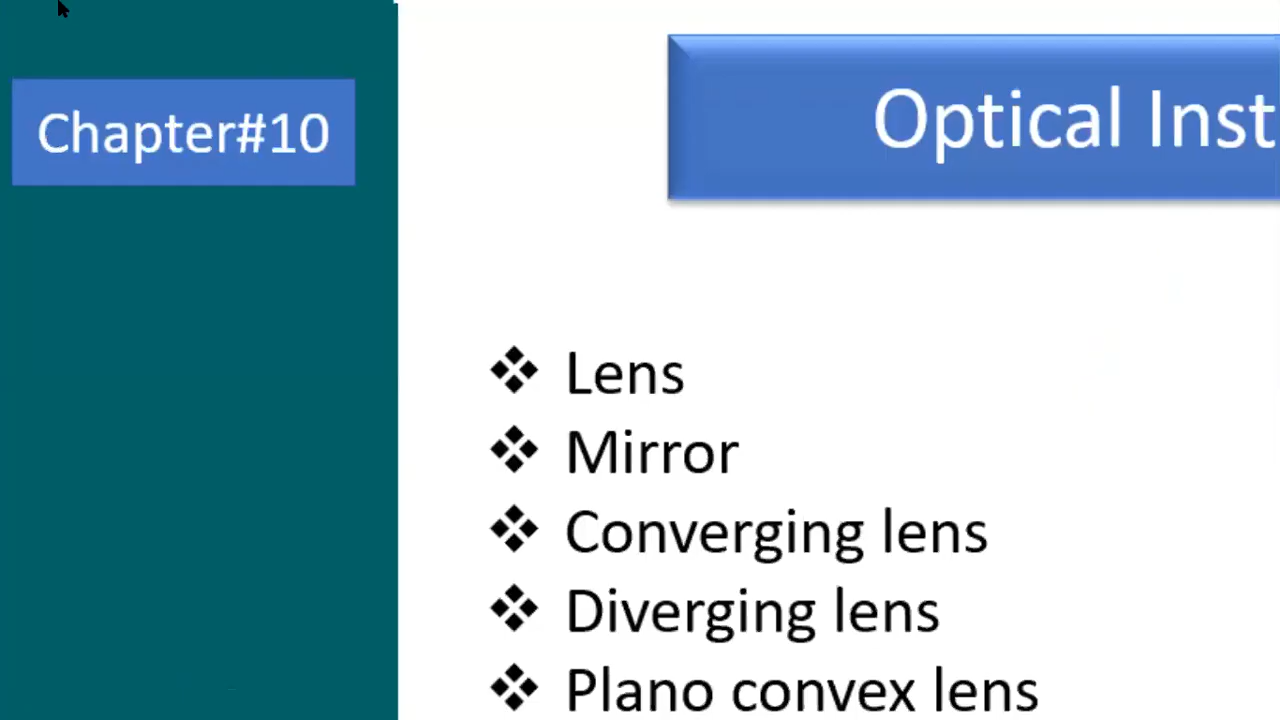 Chapter#10
Optical Inst
Lens
Mirror
Converging lens
Diverging lens
Plano convex lens